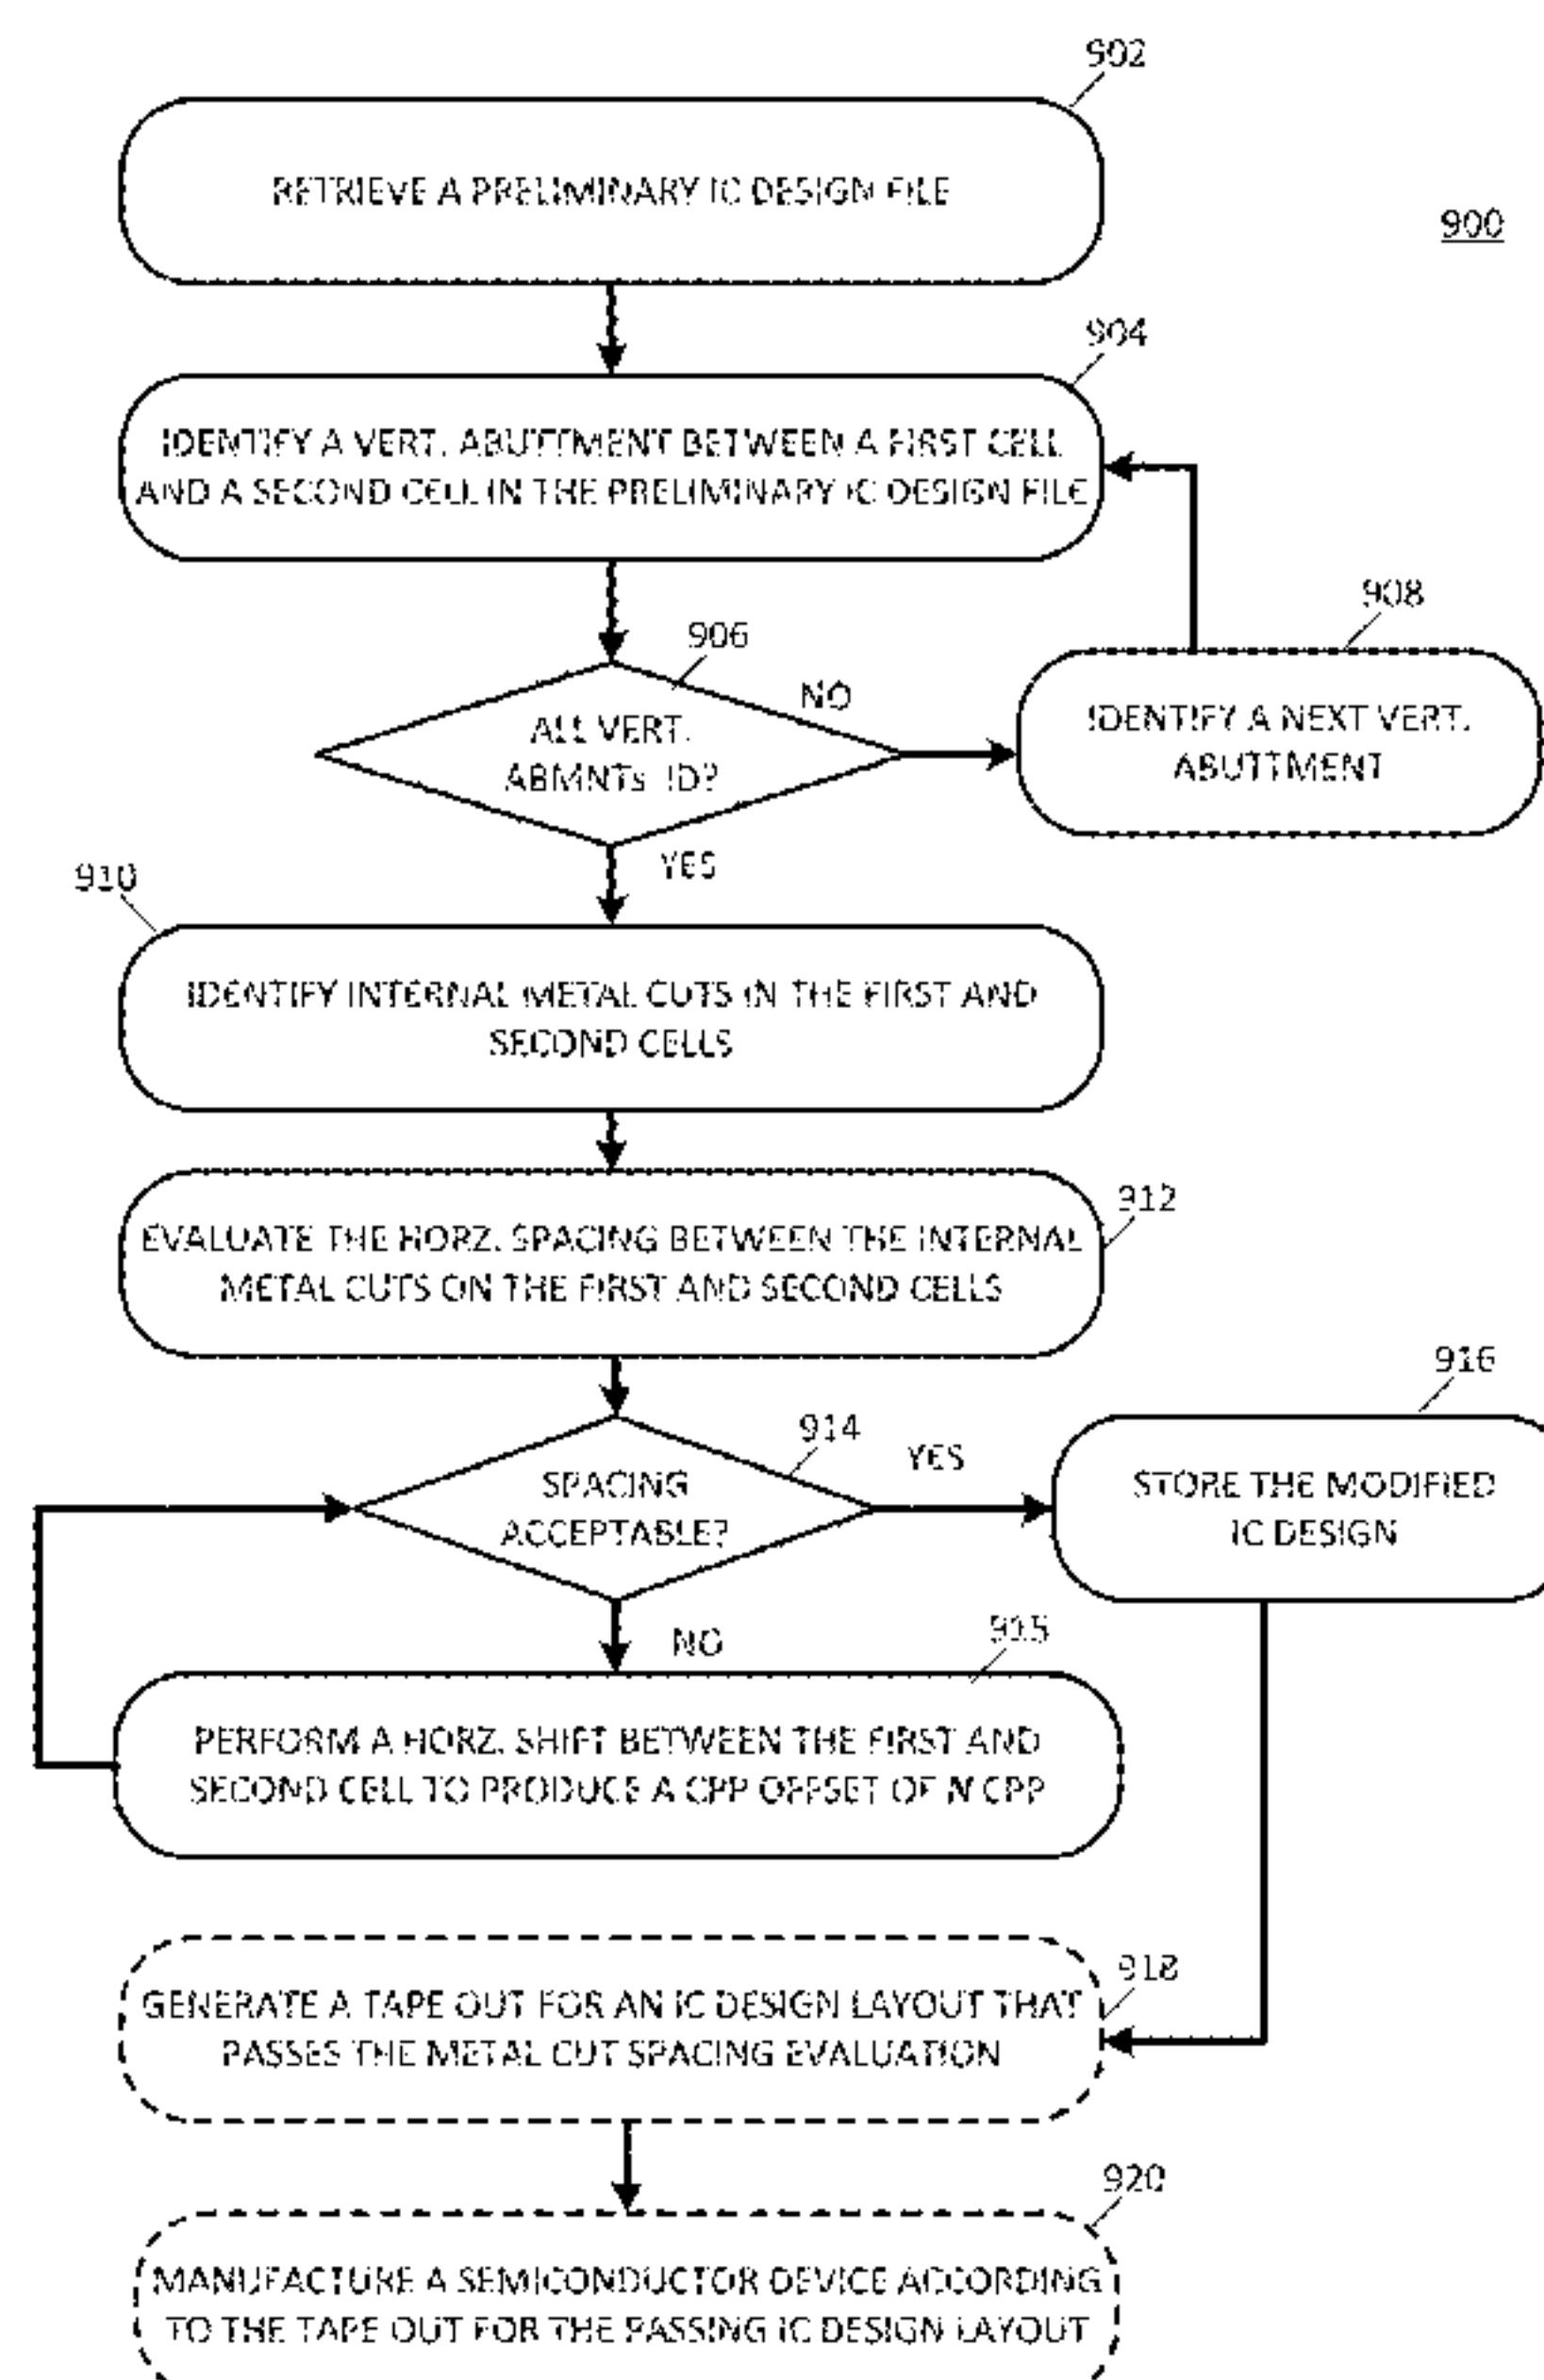 902
RETRIEVE A PRELIMINARY IC DESIGN FILE
900
904
IDENTIFY A VERT. ABUTTMENT BETWEEN A FIRST CELL
AND A SECOND CELL IN THE PRELIMINARY IC DESIGN FILE
906
ALL VERT.
ABMNTs ID?
NO
908
IDENTIFY A NEXT VERT.
ABUTTMENT
YES
910
IDENTIFY INTERNAL METAL CUTS IN THE FIRST AND
SECOND CELLS
912
EVALUATE THE HORZ. SPACING BETWEEN THE INTERNAL
METAL CUTS ON THE FIRST AND SECOND CELLS
914
SPACING
ACCEPTABLE?
YES
916
STORE THE MODIFIED
IC DESIGN
NO
915
PERFORM A HORZ. SHIFT BETWEEN THE FIRST AND
SECOND CELL TO PRODUCE A CPP OFFSET OF N CPP
918
GENERATE A TAPE OUT FOR AN IC DESIGN LAYOUT THAT
PASSES THE METAL CUT SPACING EVALUATION
920
MANUFACTURE A SEMICONDUCTOR DEVICE ACCORDING
TO THE TAPE OUT FOR THE PASSING IC DESIGN LAYOUT